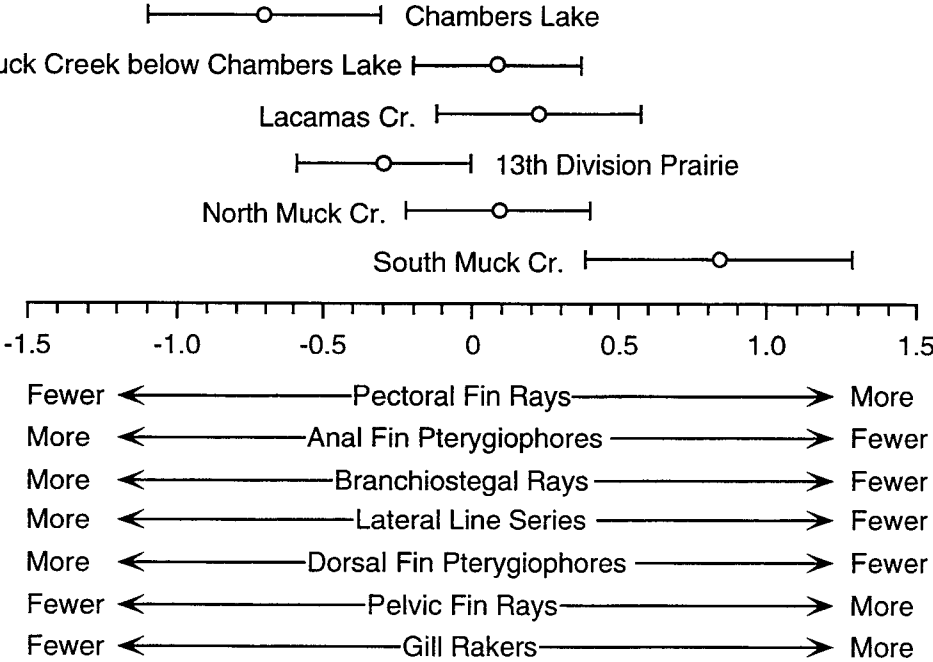 Chambers Lake
uck Creek below Chambers Lake
Lacamas Cr.
13th Division Prairie
North Muck Cr.
South Muck Cr.
-1.5 -1.0 -0.5 0 0.5 1.0 1.5
Fewer Pectoral Fin Rays More
More Anal Fin Pterygiophores Fewer
More Branchiostegal Rays Fewer
More Lateral Line Series Fewer
More Dorsal Fin Pterygiophores Fewer
Fewer Pelvic Fin Rays More
Fewer Gill Rakers More